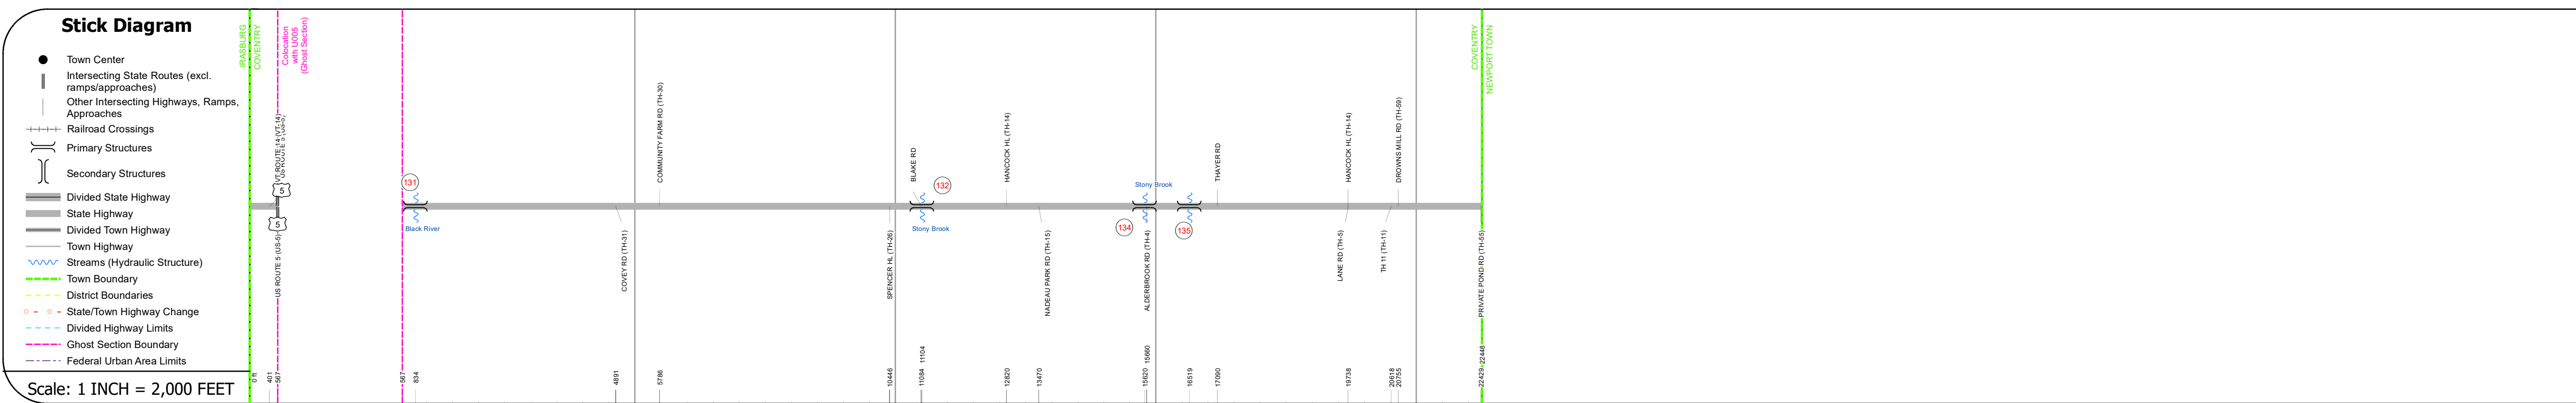 Stick Diagram
Town Center
Intersecting State Routes (excl.
ramps/approaches)
Other Intersecting Highways, Ramps,
Approaches
Railroad Crossings
Primary Structures
Secondary Structures
Divided State Highway
State Highway
Divided Town Highway
Town Highway
Streams (Hydraulic Structure)
Town Boundary
District Boundaries
State/Town Highway Change
Divided Highway Limits
Ghost Section Boundary
Federal Urban Area Limits
Scale: 1 INCH = 2,000 FEET
IRASBURG
COVENTRY
Colocation
with U005
(Ghost Section)
COVENTRY
NEWPORT TOWN
VT ROUTE 14 (VT-14)
US ROUTE 5 (US-5)
COMMUNITY FARM RD (TH-30)
BLAKE RD
HANCOCK HL (TH-14)
THAYER RD
HANCOCK HL (TH-14)
DROWNS MILL RD (TH-59)
5
5
131
132
134
135
Black River
Stony Brook
Stony Brook
US ROUTE 5 (US-5)
COVEY RD (TH-31)
SPENCER HL (TH-26)
NADEAU PARK RD (TH-15)
ALDERBROOK RD (TH-4)
LANE RD (TH-5)
TH 11 (TH-11)
PRIVATE POND RD (TH-55)
0 ft
401
567
567
834
4891
5786
10446
11084
11104
12820
13470
15620
15660
16519
17090
19738
20618
20755
22429
22448